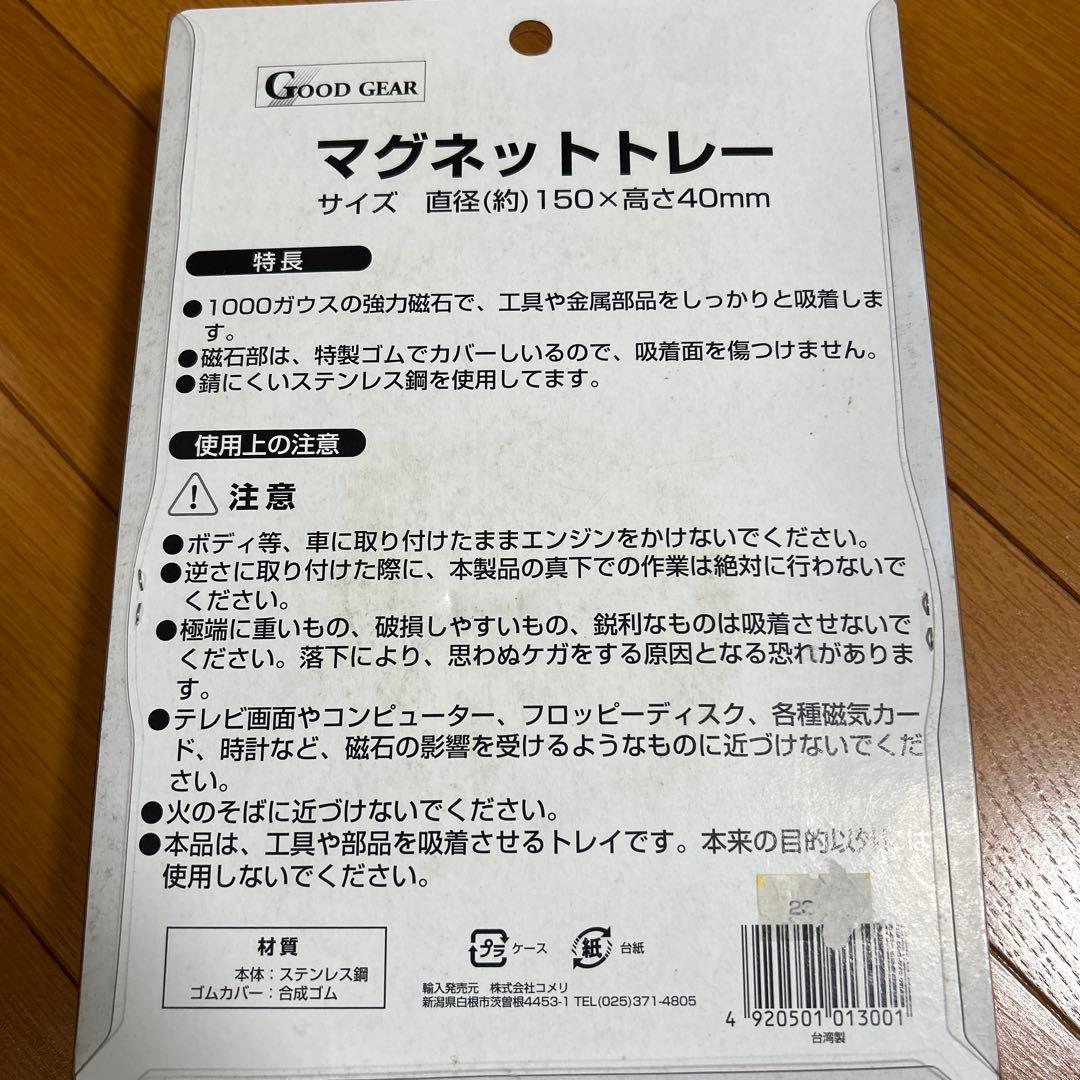 GOOD GEAR
マグネットトレー
サイズ 直径(約)150×高さ40mm
特長
●1000ガウスの強力磁石で、工具や金属部品をしっかりと吸着しま
す。
●磁石部は、特製ゴムでカバーしいるので、吸着面を傷つけません。
●錆にくいステンレス鋼を使用してます。
使用上の注意
注意
●ボディ等、車に取り付けたままエンジンをかけないでください。
●逆さに取り付けた際に、本製品の真下での作業は絶対に行わないで
ください。
●極端に重いもの、破損しやすいもの、鋭利なものは吸着させないで
ください。落下により、思わぬケガをする原因となる恐れがありま
す。
●テレビ画面やコンピューター、フロッピーディスク、各種磁気カー
ド、時計など、磁石の影響を受けるようなものに近づけないでくだ
さい。
●火のそばに近づけないでください。
●本品は、工具や部品を吸着させるトレイです。本来の目的以外には
使用しないでください。
材質
本体:ステンレス鋼
ゴムカバー:合成ゴム
プラ ケース 紙 台紙
輸入発売元 株式会社コメリ
新潟県白根市茨曽根4453-1 TEL(025)371-4805
4 920501 013001
台湾製